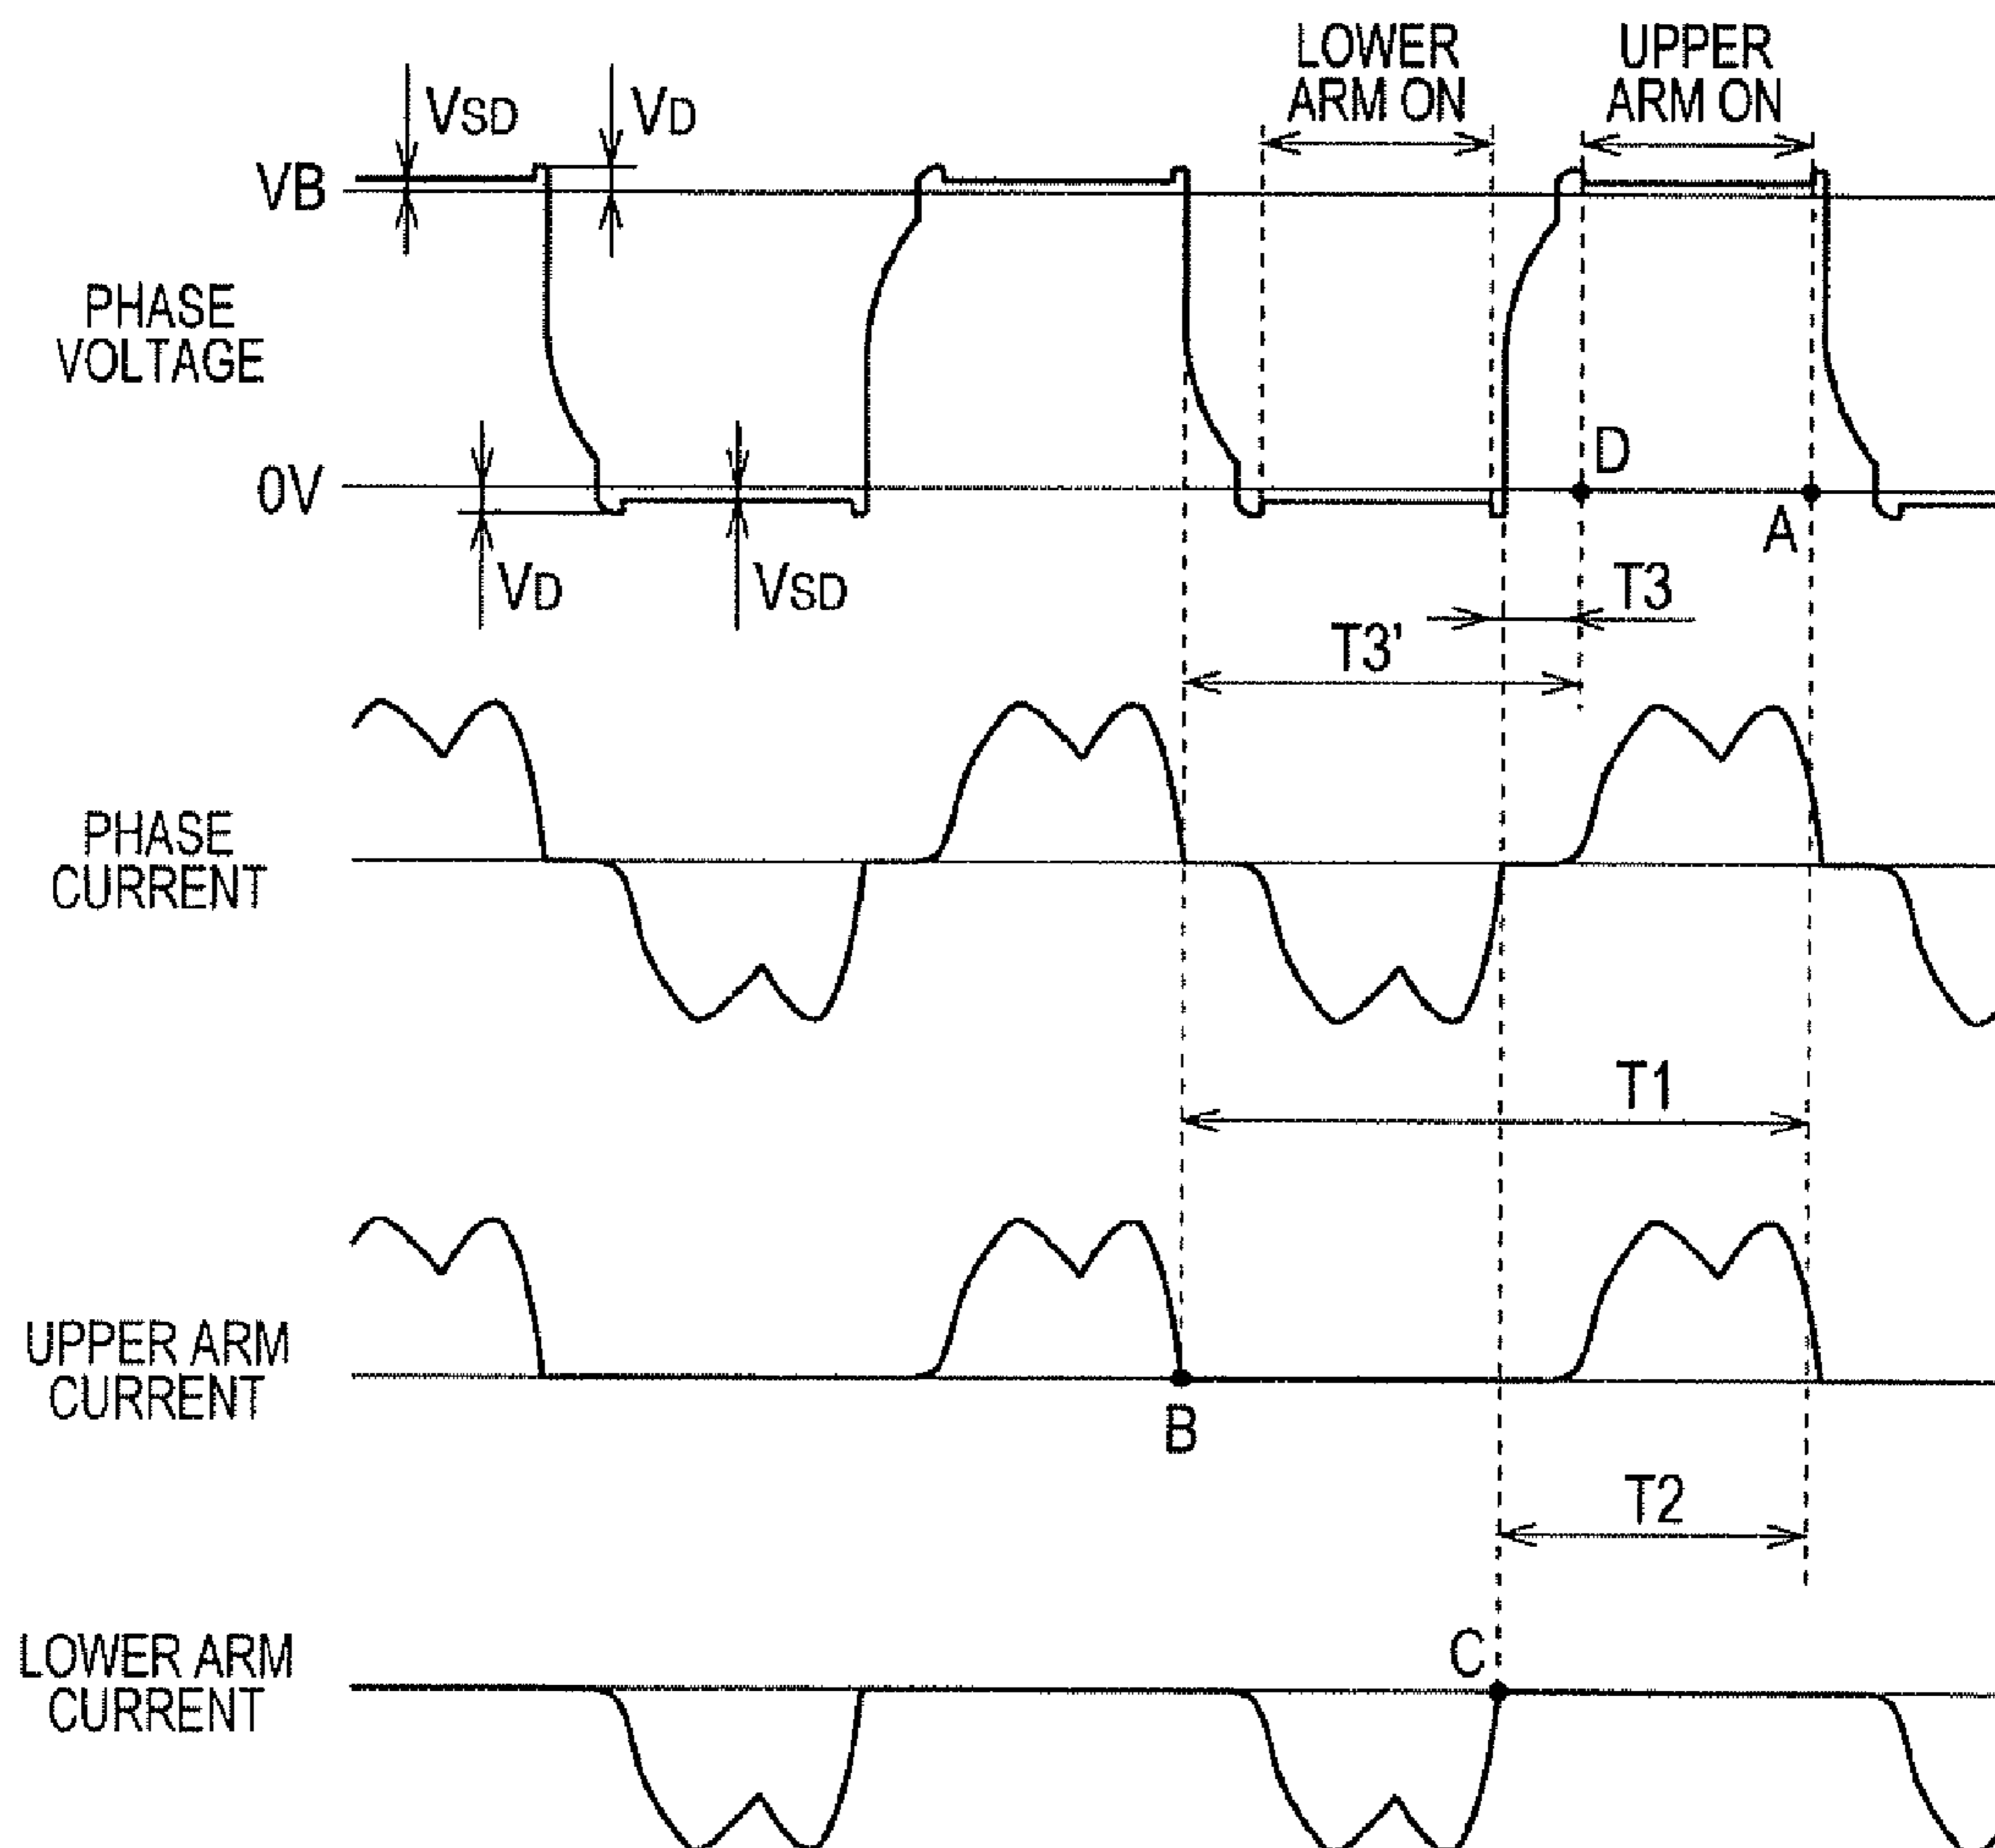 LOWER
ARM ON
UPPER
ARM ON
VSD
VD
VB
PHASE
VOLTAGE
0V
D
A
VD
VSD
T3
T3'
PHASE
CURRENT
T1
UPPER ARM
CURRENT
B
T2
LOWER ARM
CURRENT
C